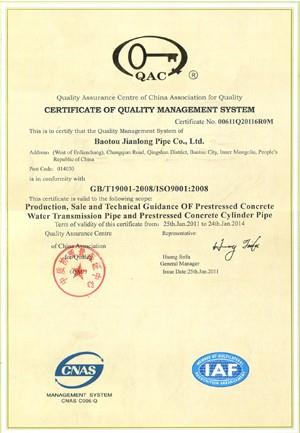 QAC ®
Quality Assurance Centre of China Association for Quality
CERTIFICATE OF QUALITY MANAGEMENT SYSTEM
Certificate No. 00611Q20116R0M
This is to certify that the Quality Management System of
Baotou Jianlong Pipe Co., Ltd.
Address: (West of Erdianchang), Changqian Road, Qingshan District, Baotou City, Inner Mongolia, People's
Republic of China
Post Code: 014030
is in conformity with
GB/T19001-2008/ISO9001:2008
This certificate is valid to the following scope:
Production, Sale and Technical Guidance OF Prestressed Concrete
Water Transmission Pipe and Prestressed Concrete Cylinder Pipe
Term of validity of this certificate from: 25th.Jun.2011 to 24th.Jan.2014
Quality Assurance Centre Representative:
of China Association
for Quality Huang Jiefu
General Manager
Issue Date:25th.Jan.2011
CNAS
IAF
MANAGEMENT SYSTEM
CNAS C006-Q